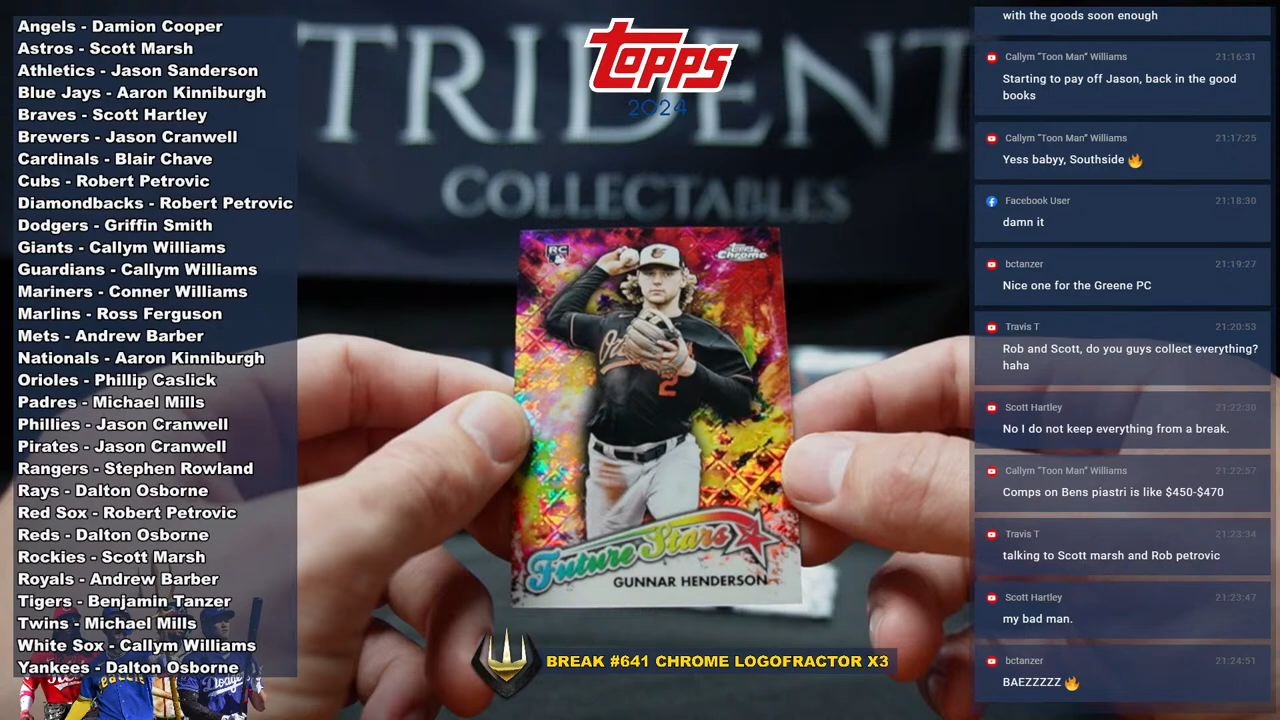 Angels - Damion Cooper
Astros - Scott Marsh
Athletics - Jason Sanderson
Blue Jays - Aaron Kinniburgh
Braves - Scott Hartley
Brewers - Jason Cranwell
Cardinals - Blair Chave
Cubs - Robert Petrovic
Diamondbacks - Robert Petrovic
Dodgers - Griffin Smith
Giants - Callym Williams
Guardians - Callym Williams
Mariners - Conner Williams
Marlins - Ross Ferguson
Mets - Andrew Barber
Nationals - Aaron Kinniburgh
Orioles - Phillip Caslick
Padres - Michael Mills
Phillies - Jason Cranwell
Pirates - Jason Cranwell
Rangers - Stephen Rowland
Rays - Dalton Osborne
Red Sox - Robert Petrovic
Reds - Dalton Osborne
Rockies - Scott Marsh
Royals - Andrew Barber
Tigers - Benjamin Tanzer
Twins - Michael Mills
White Sox - Callym Williams
Yankees - Dalton Osborne
TRIDENT
COLLECTABLES
topps
2024
RC
Topps
Chrome
2
Future Stars
GUNNAR HENDERSON
BREAK #641 CHROME LOGOFRACTOR X3
with the goods soon enough
Callym "Toon Man" Williams 21:16:31
Starting to pay off Jason, back in the good
books
Callym "Toon Man" Williams 21:17:25
Yess babyy, Southside 🔥
Facebook User 21:18:30
damn it
bctanzer 21:19:27
Nice one for the Greene PC
Travis T 21:20:53
Rob and Scott, do you guys collect everything?
haha
Scott Hartley 21:22:30
No I do not keep everything from a break.
Callym "Toon Man" Williams 21:22:57
Comps on Bens piastri is like $450-$470
Travis T 21:23:34
talking to Scott marsh and Rob petrovic
Scott Hartley 21:23:47
my bad man.
bctanzer 21:24:51
BAEZZZZZ 🔥